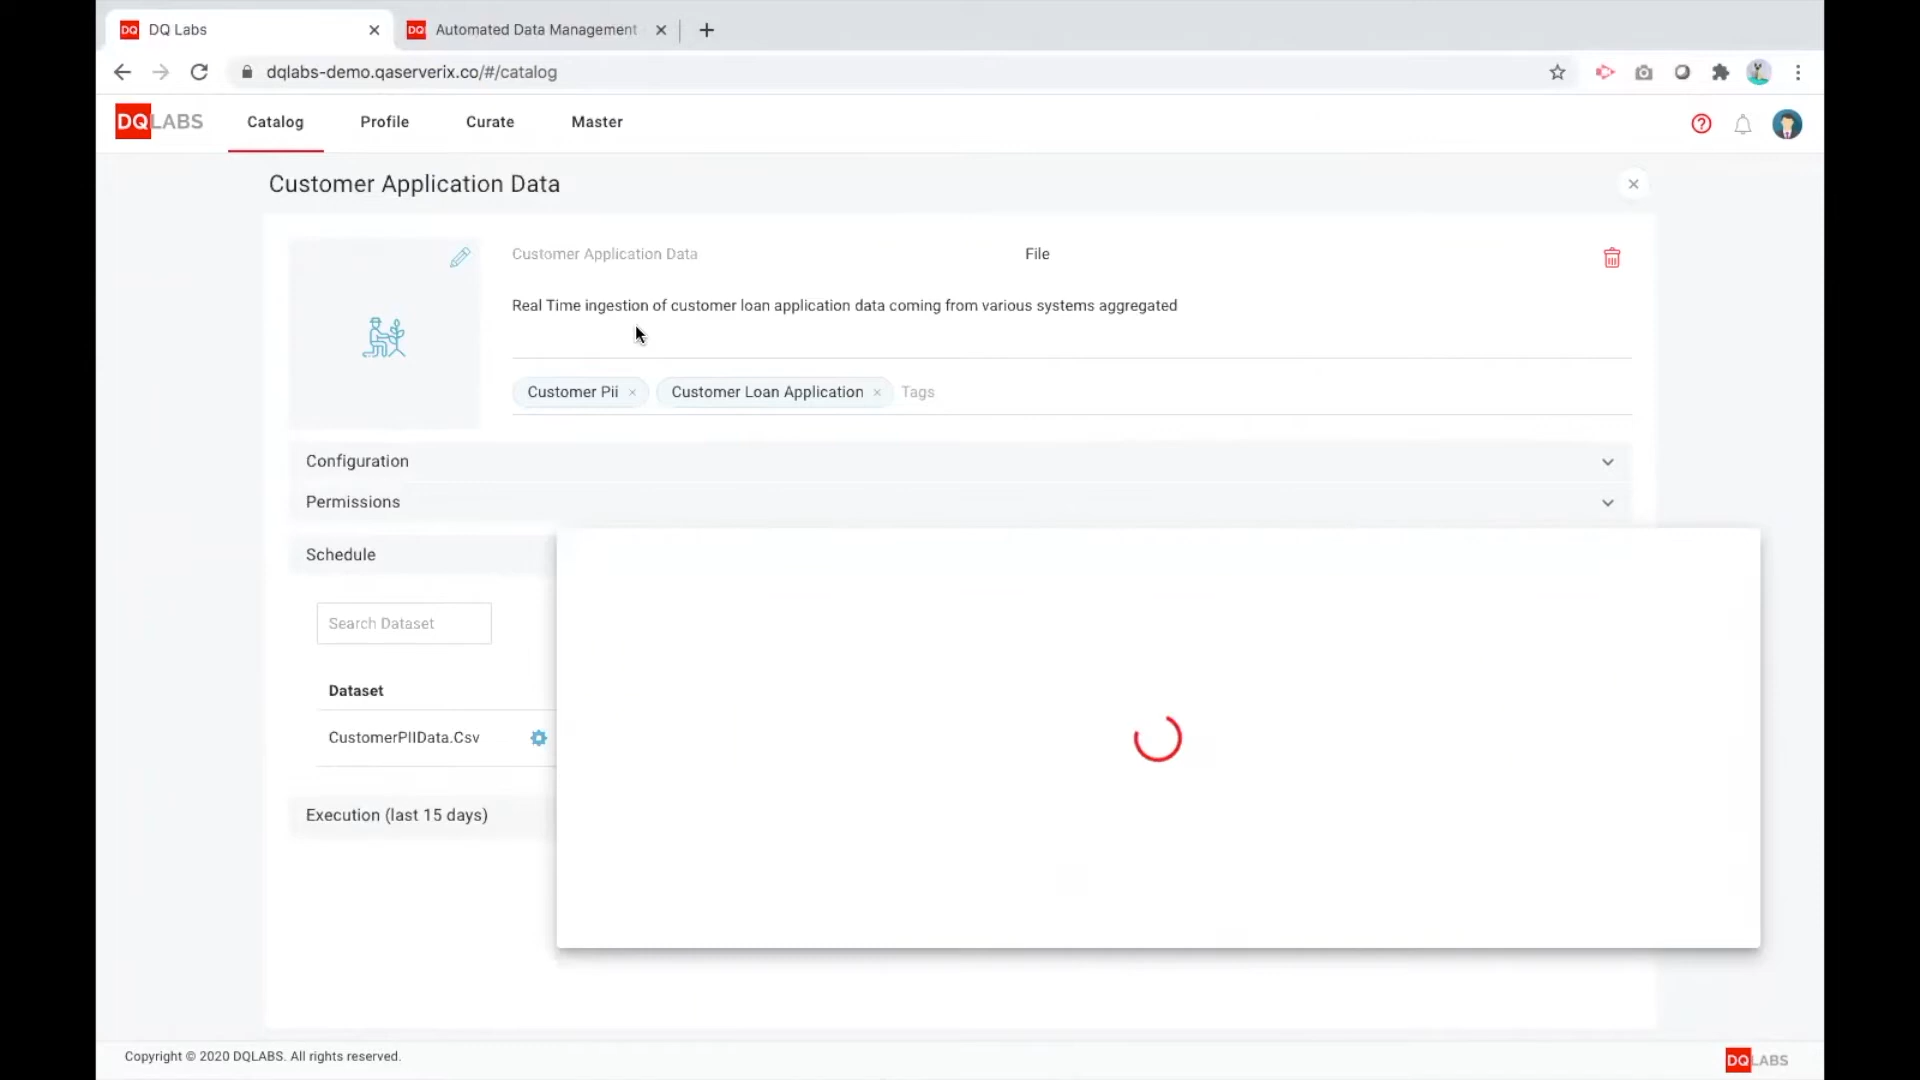 DQ DQ Labs × DQ Automated Data Management × +
dqlabs-demo.qaserverix.co/#/catalog
DQLABS Catalog Profile Curate Master
Customer Application Data
Customer Application Data File
Real Time ingestion of customer loan application data coming from various systems aggregated
Customer Pii × Customer Loan Application × Tags
Configuration
Permissions
Schedule
Search Dataset
Dataset
CustomerPIIData.Csv
Execution (last 15 days)
Copyright © 2020 DQLABS. All rights reserved. DQLABS